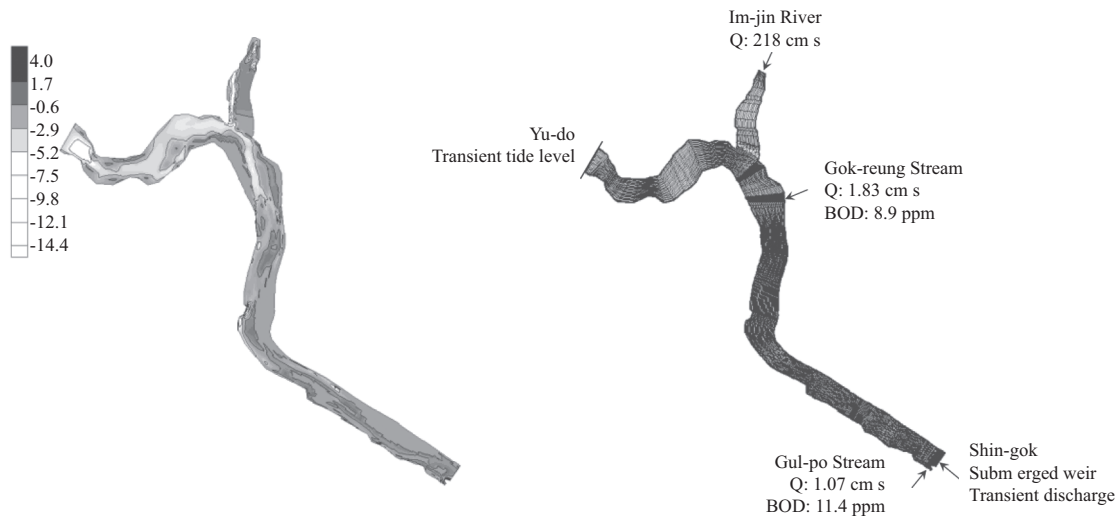 4.0
1.7
-0.6
-2.9
-5.2
-7.5
-9.8
-12.1
-14.4
Im-jin River
Q: 218 cm s
Yu-do
Transient tide level
Gok-reung Stream
Q: 1.83 cm s
BOD: 8.9 ppm
Gul-po Stream
Q: 1.07 cm s
BOD: 11.4 ppm
Shin-gok
Subm erged weir
Transient discharge